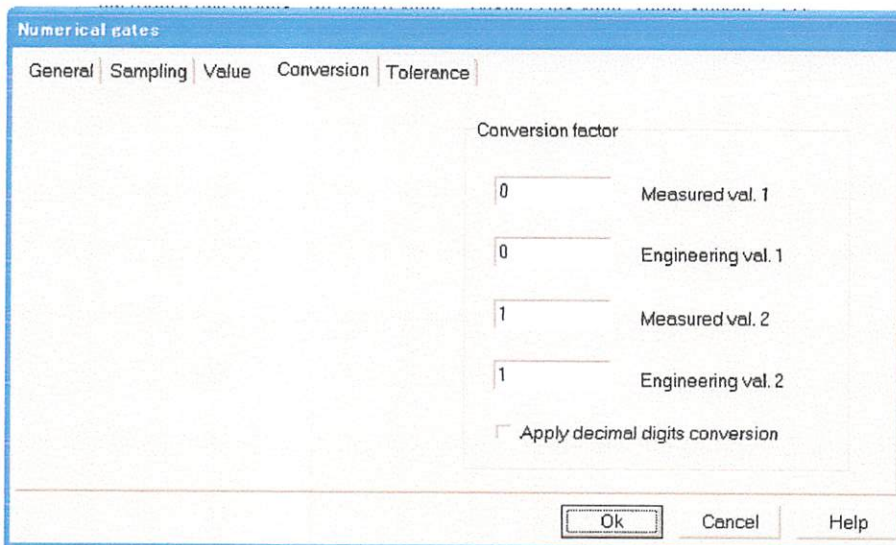 Numerical gates
General Sampling Value Conversion Tolerance
Conversion factor
0 Measured val. 1
0 Engineering val. 1
1 Measured val. 2
1 Engineering val. 2
Apply decimal digits conversion
Ok Cancel Help